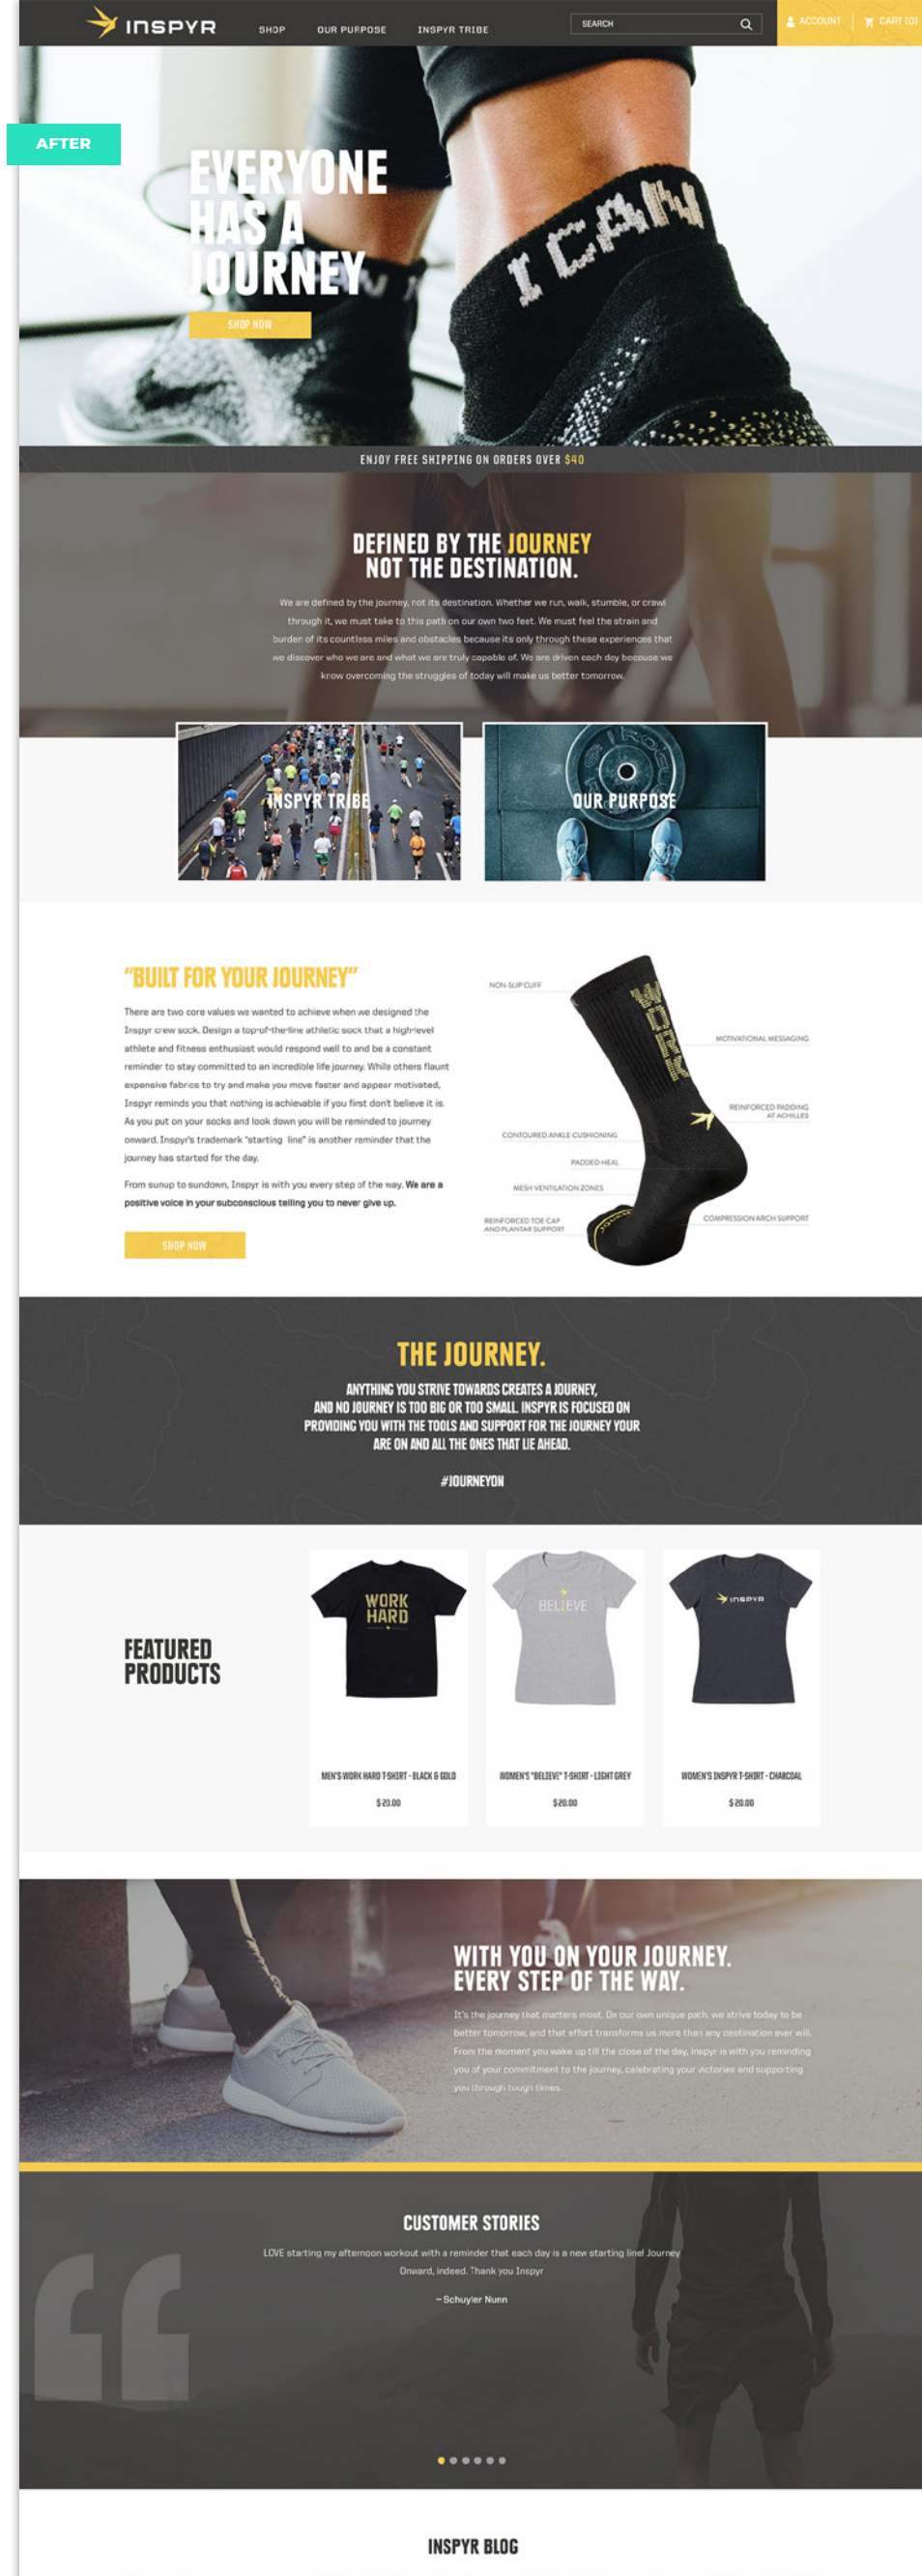 INSPYR
SHOP
OUR PURPOSE
INSPYR TRIBE
SEARCH
ACCOUNT
CART (0)
AFTER
EVERYONE
HAS A
JOURNEY
I CAN
SHOP NOW
ENJOY FREE SHIPPING ON ORDERS OVER $40
DEFINED BY THE JOURNEY
NOT THE DESTINATION.
We are defined by the journey, not its destination. Whether we run, walk, stumble, or crawl
through it, we must take to this path on our own two feet. We must feel the strain and
burden of its countless miles and obstacles because its only through these experiences that
we discover who we are and what we are truly capable of. We are driven each day because we
know overcoming the struggles of today will make us better tomorrow.
INSPYR TRIBE
OUR PURPOSE
“BUILT FOR YOUR JOURNEY”
There are two core values we wanted to achieve when we designed the
Inspyr crew sock. Design a top-of-the-line athletic sock that a high-level
athlete and fitness enthusiast would respond well to and be a constant
reminder to stay committed to an incredible life journey. While others flaunt
expensive fabrics to try and make you move faster and appear motivated,
Inspyr reminds you that nothing is achievable if you first don't believe it is.
As you put on your socks and look down you will be reminded to journey
onward. Inspyr's trademark "starting line" is another reminder that the
journey has started for the day.
From sunup to sundown, Inspyr is with you every step of the way. We are a
positive voice in your subconscious telling you to never give up.
SHOP NOW
NON-SLIP CUFF
WORK
MOTIVATIONAL MESSAGING
REINFORCED PADDING
AT ACHILLES
CONTOURED ANKLE CUSHIONING
PADDED HEAL
MESH VENTILATION ZONES
REINFORCED TOE CAP
AND PLANTAR SUPPORT
COMPRESSION ARCH SUPPORT
THE JOURNEY.
ANYTHING YOU STRIVE TOWARDS CREATES A JOURNEY,
AND NO JOURNEY IS TOO BIG OR TOO SMALL. INSPYR IS FOCUSED ON
PROVIDING YOU WITH THE TOOLS AND SUPPORT FOR THE JOURNEY YOUR
ARE ON AND ALL THE ONES THAT LIE AHEAD.
#JOURNEYON
FEATURED
PRODUCTS
WORK
HARD
BELIEVE
INSPYR
MEN'S WORK HARD T-SHIRT - BLACK & GOLD
WOMEN'S "BELIEVE" T-SHIRT - LIGHT GREY
WOMEN'S INSPYR T-SHIRT - CHARCOAL
$20.00
$20.00
WITH YOU ON YOUR JOURNEY.
EVERY STEP OF THE WAY.
It's the journey that matters most. On our own unique path, we strive today to be
better tomorrow, and that effort transforms us more than any destination ever will.
From the moment you wake up till the close of the day, inspyr is with you reminding
you of your commitment to the journey, celebrating your victories and supporting
you through tough times.
CUSTOMER STORIES
LOVE starting my afternoon workout with a reminder that each day is a new starting line! Journey
Onward, indeed. Thank you Inspyr
– Schuyler Nunn
INSPYR BLOG